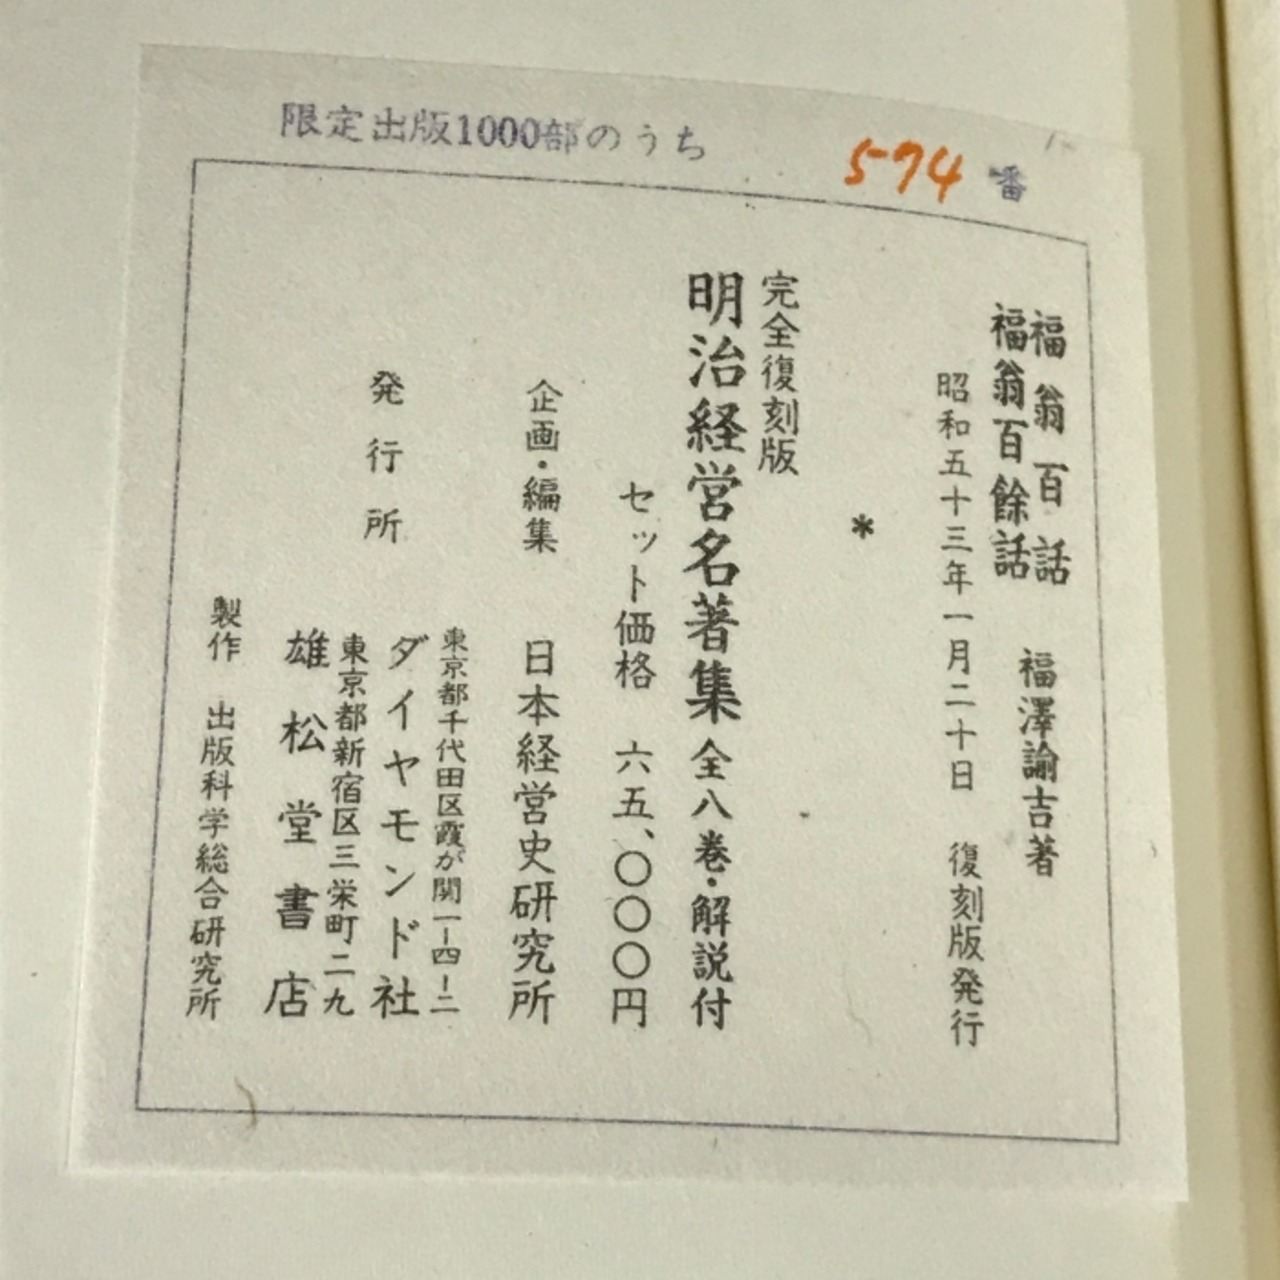 限定出版1000部のうち 574 番
福翁百話
福翁百餘話 福澤諭吉著
昭和五十三年一月二十日 復刻版発行
*
完全復刻版
明治経営名著集 全八巻・解説付
セット価格 六五、〇〇〇円
企画・編集 日本経営史研究所
東京都千代田区霞が関一ー四ー二
発行所 ダイヤモンド社
東京都新宿区三栄町二九
雄松堂書店
製作 出版科学総合研究所